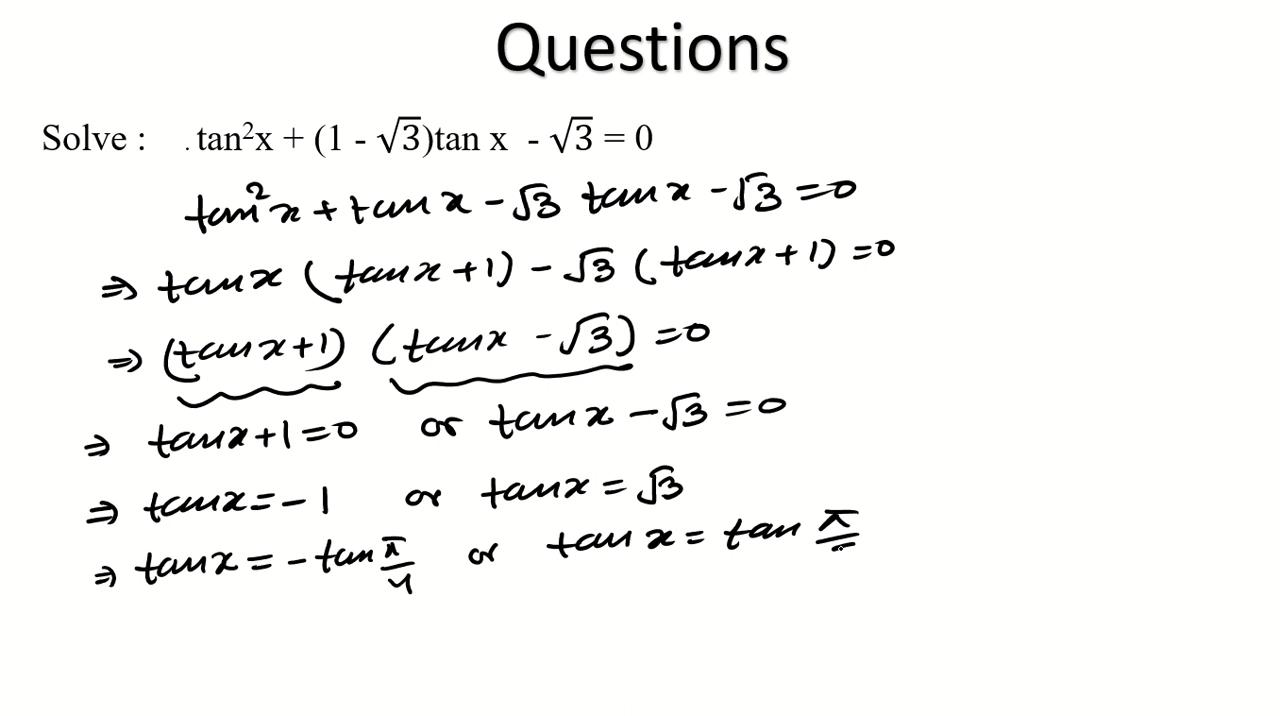 Questions
Solve : . tan²x + (1 - √3)tan x - √3 = 0
tan²x + tan x - √3 tan x - √3 = 0
⇒ tan x (tan x + 1) - √3 (tan x + 1) = 0
⇒ (tan x + 1) (tan x - √3) = 0
⇒ tan x + 1 = 0 or tan x - √3 = 0
⇒ tan x = - 1 or tan x = √3
⇒ tan x = - tan π/4 or tan x = tan π/